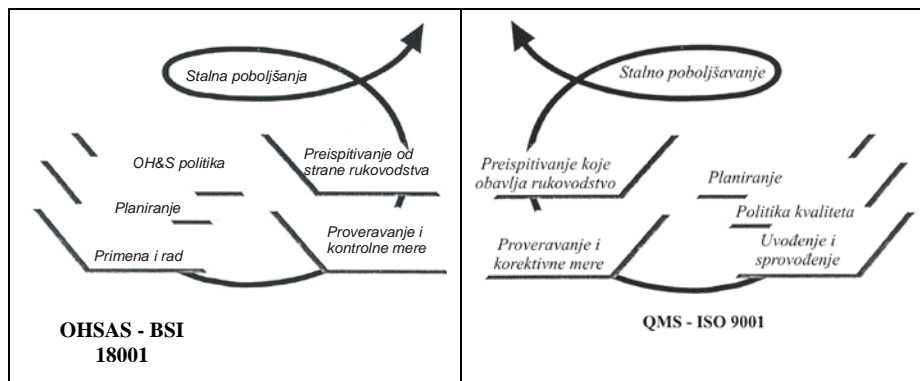 Stalna poboljšanja
OH&S politika
Preispitivanje od
strane rukovodstva
Planiranje
Proveravanje i
kontrolne mere
Primena i rad
OHSAS - BSI
18001
Stalno poboljšavanje
Preispitivanje koje
obavlja rukovodstvo
Planiranje
Politika kvaliteta
Proveravanje i
korektivne mere
Uvođenje i
sprovođenje
QMS - ISO 9001